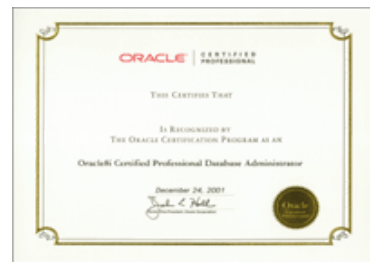 ORACLE CERTIFIED
PROFESSIONAL
THIS CERTIFIES THAT
IS RECOGNIZED BY
THE ORACLE CERTIFICATION PROGRAM AS AN
Oracle8i Certified Professional Database Administrator
December 24, 2001
Oracle